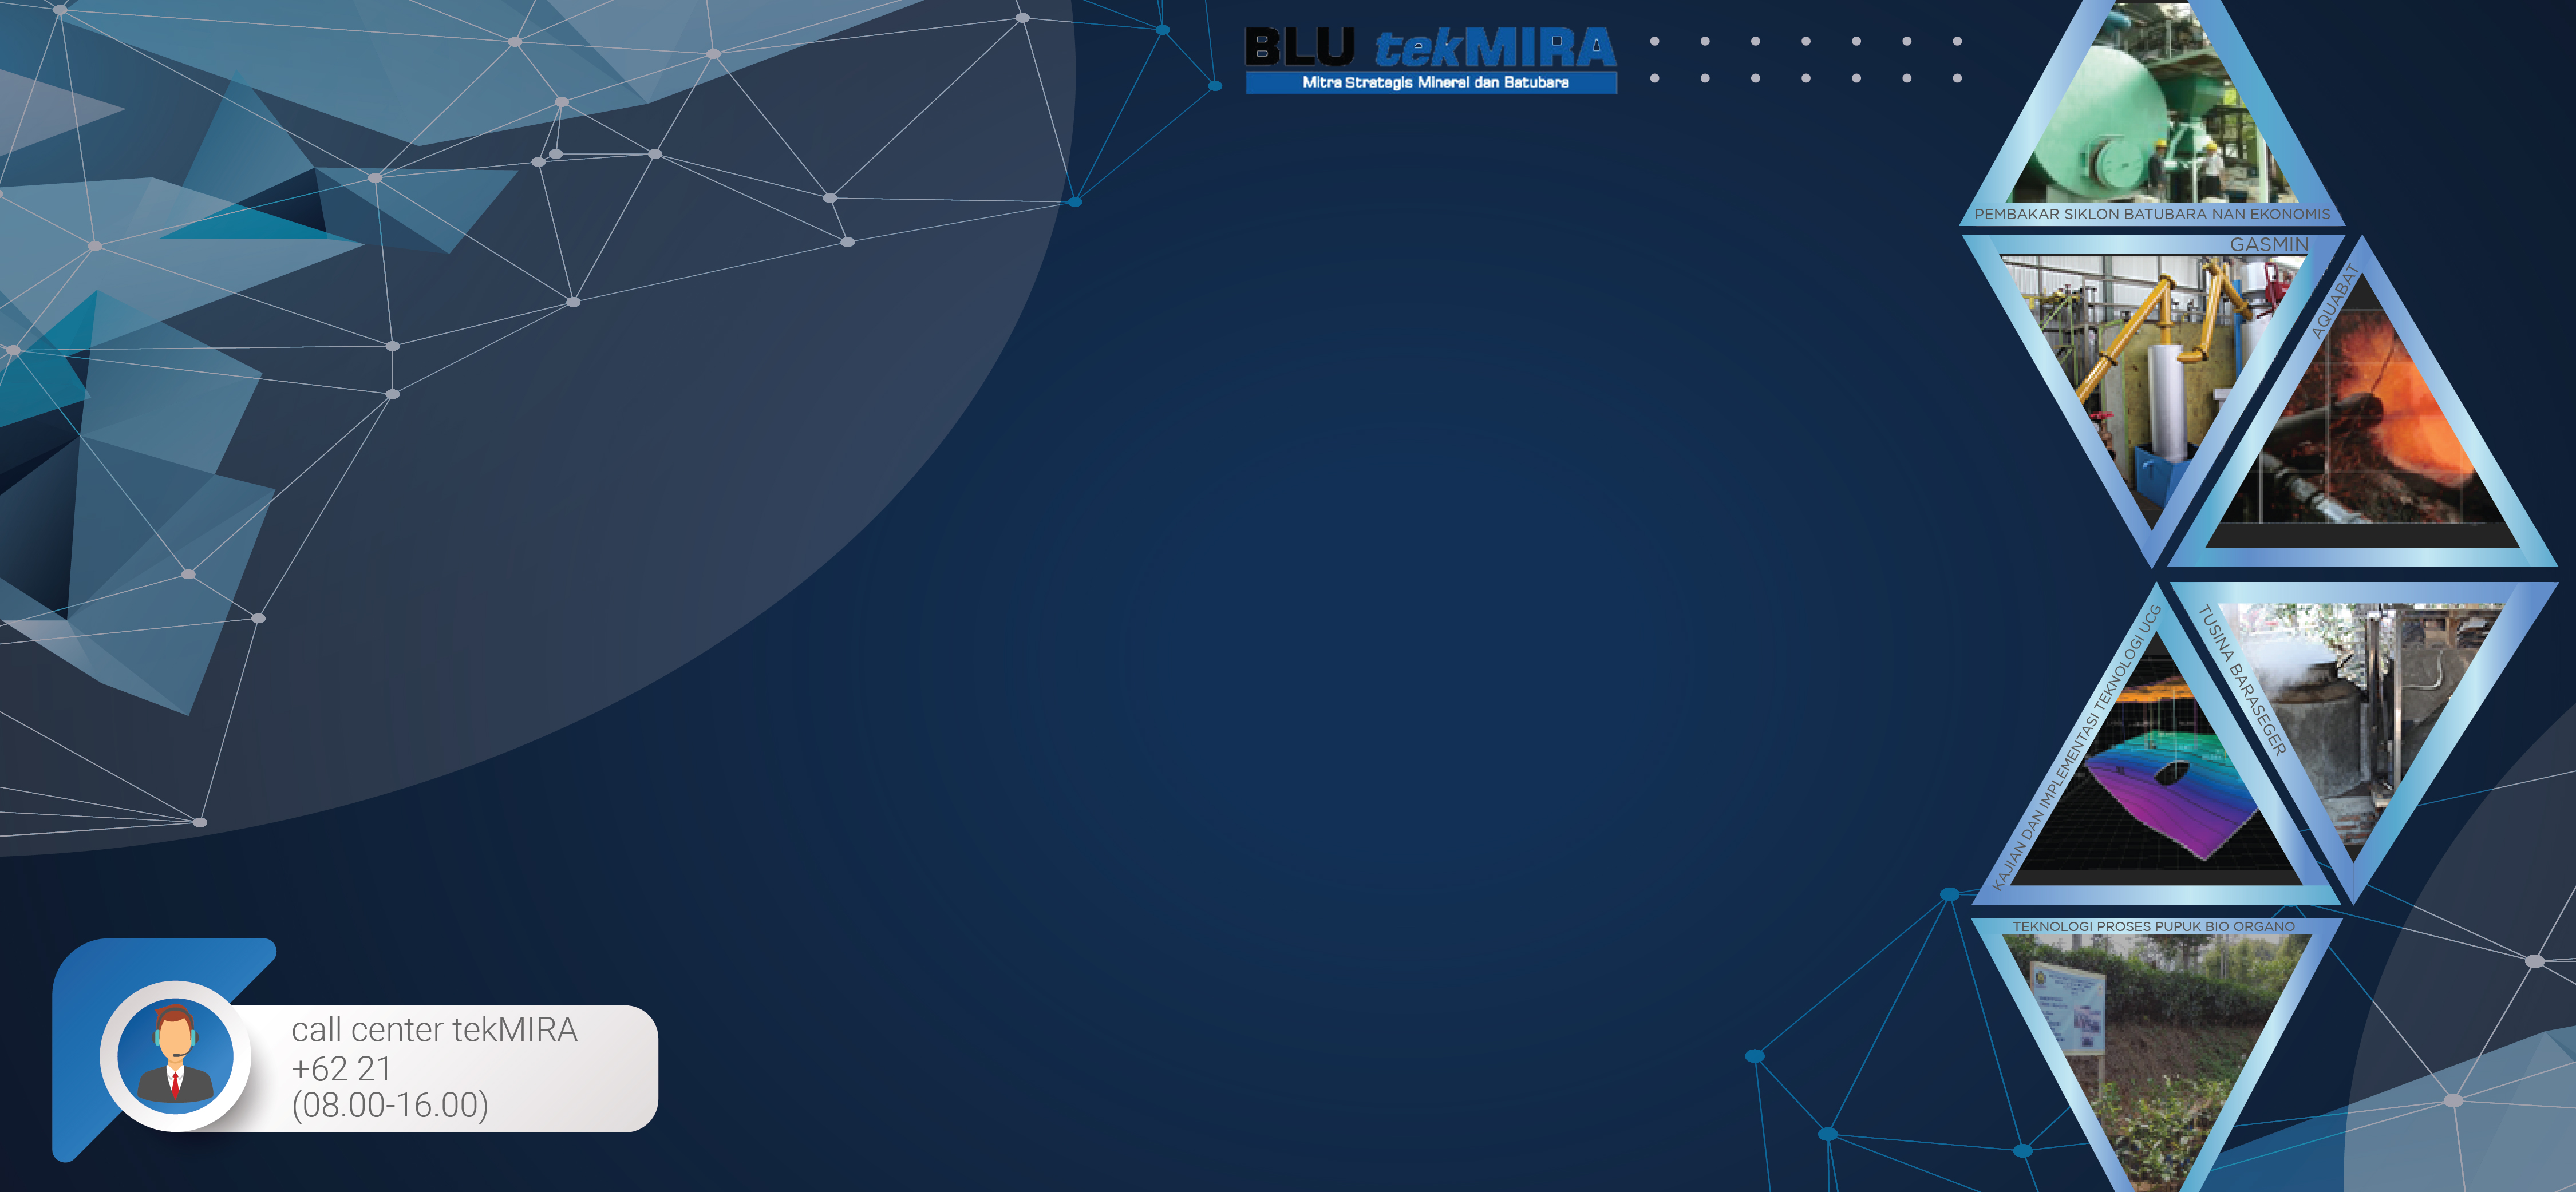 BLU tekMIRA
Mitra Strategis Mineral dan Batubara
PEMBAKAR SIKLON BATUBARA NAN EKONOMIS
GASMIN
AQUABAT
KAJIAN DAN IMPLEMENTASI TEKNOLOGI UCG
TUSINA BARASEGER
TEKNOLOGI PROSES PUPUK BIO ORGANO
call center tekMIRA
+62 21
(08.00-16.00)